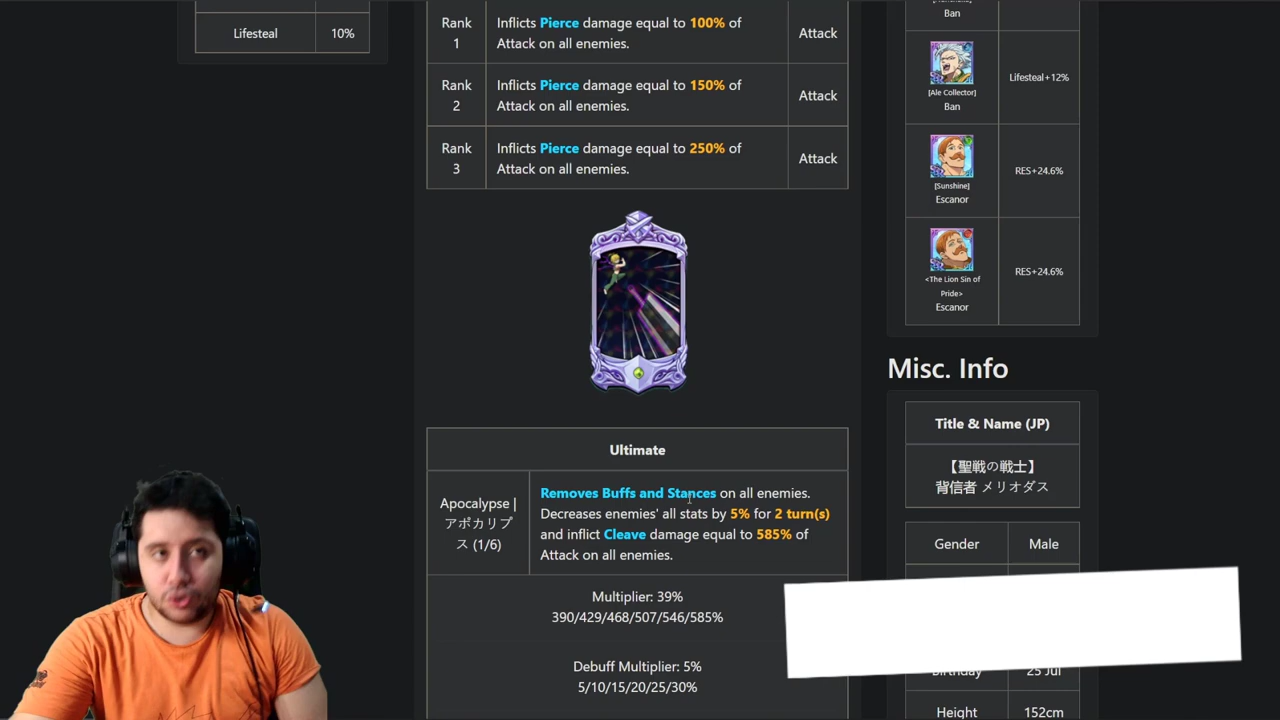 Lifesteal 10%
Rank 1
Inflicts Pierce damage equal to 100% of
Attack on all enemies.
Attack
Rank 2
Inflicts Pierce damage equal to 150% of
Attack on all enemies.
Attack
Rank 3
Inflicts Pierce damage equal to 250% of
Attack on all enemies.
Attack
Ultimate
Apocalypse |
アポカリプ
ス (1/6)
Removes Buffs and Stances on all enemies.
Decreases enemies' all stats by 5% for 2 turn(s)
and inflict Cleave damage equal to 585% of
Attack on all enemies.
Multiplier: 39%
390/429/468/507/546/585%
Debuff Multiplier: 5%
5/10/15/20/25/30%
Ban
[Ale Collector]
Ban
Lifesteal+12%
[Sunshine]
Escanor
RES+24.6%
<The Lion Sin of
Pride>
Escanor
RES+24.6%
Misc. Info
Title & Name (JP)
【聖戦の戦士】
背信者 メリオダス
Gender Male
Birthday 25 Jul
Height 152cm